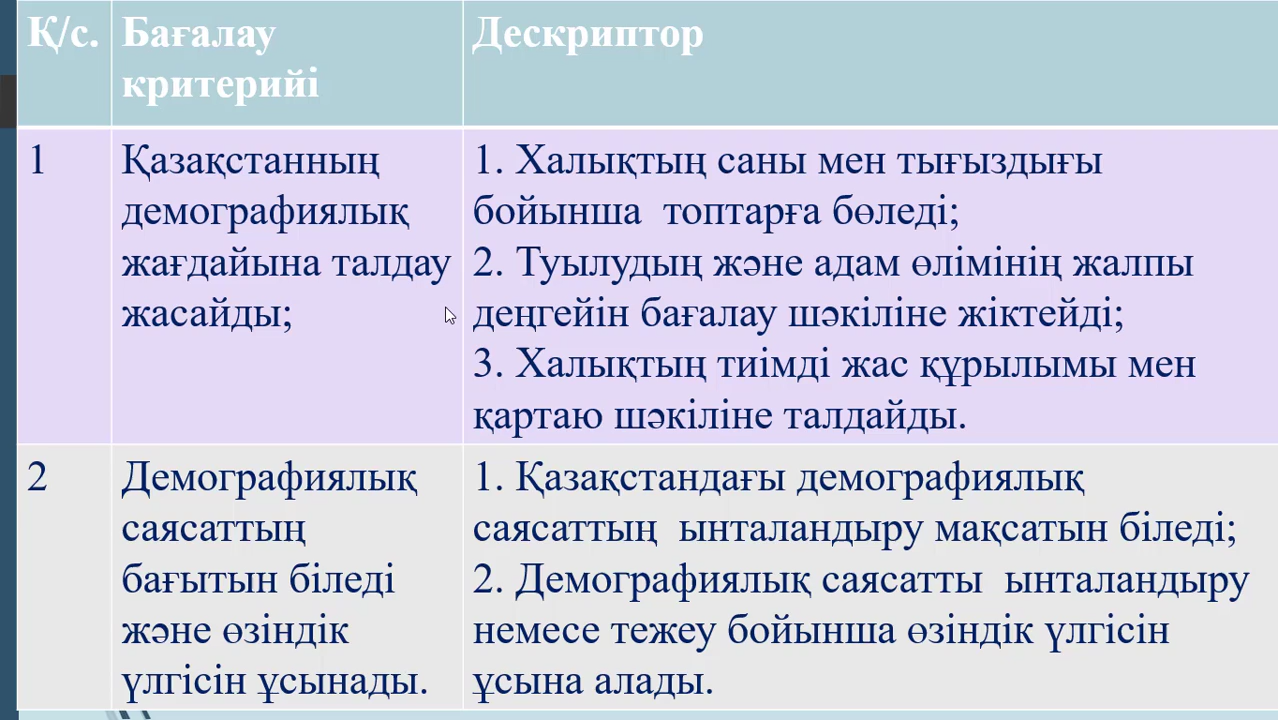 Қ/с.
Бағалау
критерийі
Дескриптор
1
Қазақстанның
демографиялық
жағдайына талдау
жасайды;
1. Халықтың саны мен тығыздығы
бойынша топтарға бөледі;
2. Туылудың және адам өлімінің жалпы
деңгейін бағалау шәкіліне жіктейді;
3. Халықтың тиімді жас құрылымы мен
қартаю шәкіліне талдайды.
2
Демографиялық
саясаттың
бағытын біледі
және өзіндік
үлгісін ұсынады.
1. Қазақстандағы демографиялық
саясаттың ынталандыру мақсатын біледі;
2. Демографиялық саясатты ынталандыру
немесе тежеу бойынша өзіндік үлгісін
ұсына алады.